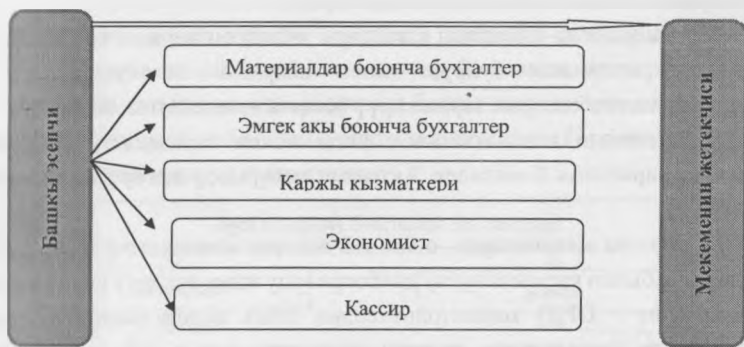 Башкы эсепчи
Материалдар боюнча бухгалтер
Эмгек акы боюнча бухгалтер
Каржы кызматкери
Экономист
Кассир
Мекеменин жетекчиси